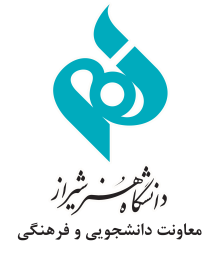 دانشگاه هنر شیراز
معاونت دانشجویی و فرهنگی